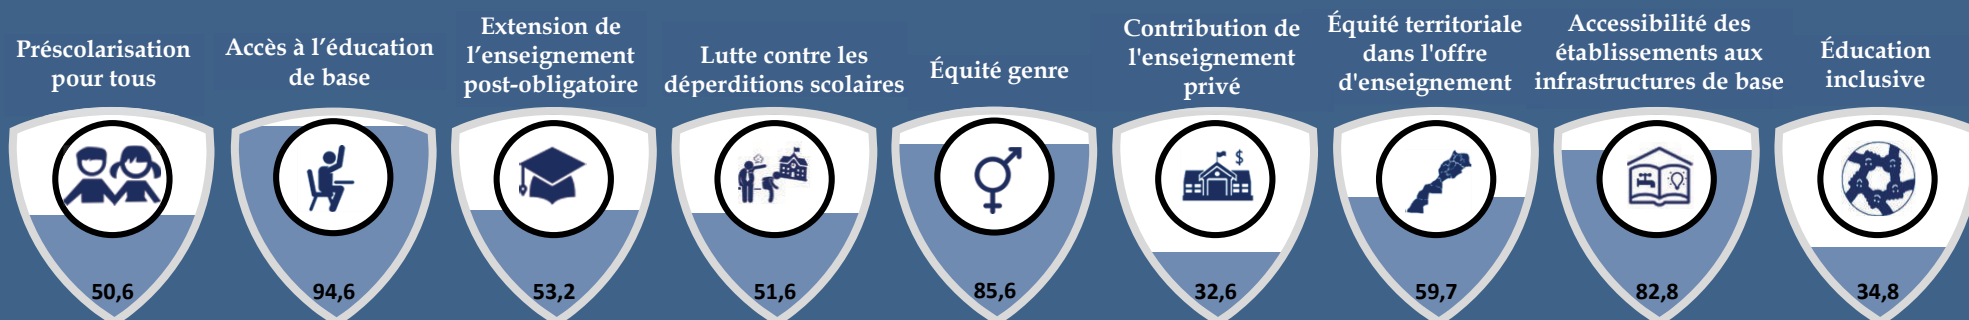 Préscolarisation
pour tous
Accès à l’éducation
de base
Extension de
l’enseignement
post-obligatoire
Lutte contre les
déperditions scolaires
Équité genre
Contribution de
l'enseignement
privé
Équité territoriale
dans l'offre
d'enseignement
Accessibilité des
établissements aux
infrastructures de base
Éducation
inclusive
$
50,6
94,6
53,2
51,6
85,6
32,6
59,7
82,8
34,8